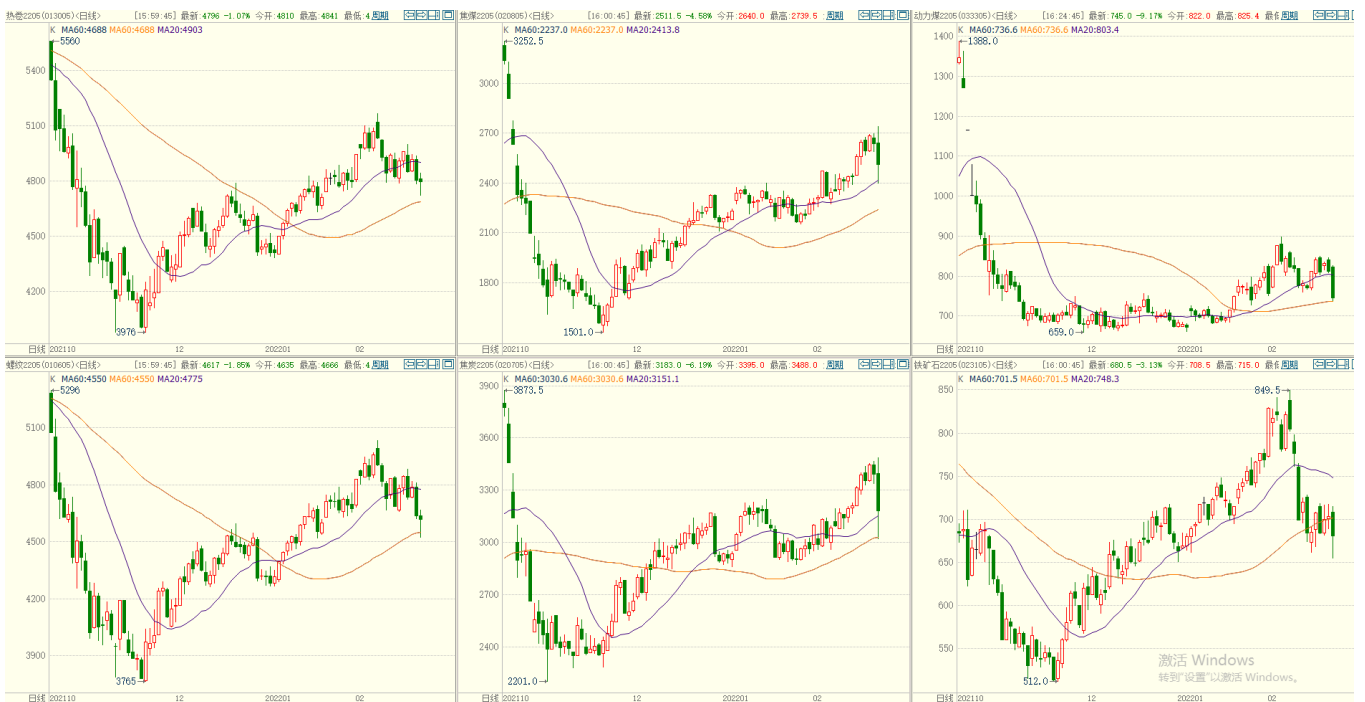 热卷2205(013005)<日线> [15:59:45] 最新:4796 -1.07% 今开:4810 最高:4841 最低:4 周期
K MA60:4688 MA60:4688 MA20:4903
5560
5400
5100
4800
4500
4200
3976
日线 202110 12 202201 02
焦煤2205(020805)<日线> [16:00:45] 最新:2511.5 -4.58% 今开:2640.0 最高:2739.5 周期
K MA60:2237.0 MA60:2237.0 MA20:2413.8
3252.5
3000
2700
2400
2100
1800
1501.0
日线 202110 12 202201 02
动力煤2205(033305)<日线> [16:24:45] 最新:745.0 -9.17% 今开:822.0 最高:825.4 周期
K MA60:736.6 MA60:736.6 MA20:803.4
1400
1388.0
1300
1200
1100
1000
900
800
700
659.0
日线 202110 12 202201 02
螺纹2205(010605)<日线> [15:59:45] 最新:4617 -1.85% 今开:4635 最高:4666 最低:4 周期
K MA60:4550 MA60:4550 MA20:4775
5296
5100
4800
4500
4200
3900
3765
日线 202110 12 202201 02
焦炭2205(020705)<日线> [16:00:45] 最新:3183.0 -6.19% 今开:3395.0 最高:3488.0 周期
K MA60:3030.6 MA60:3030.6 MA20:3151.1
3900
3873.5
3600
3300
3000
2700
2400
2201.0
日线 202110 12 202201 02
铁矿石2205(023105)<日线> [16:00:45] 最新:680.5 -3.13% 今开:708.5 最高:715.0 周期
K MA60:701.5 MA60:701.5 MA20:748.3
850
849.5
800
750
700
650
600
550
512.0
日线 202110 12 202201 02
激活 Windows
转到"设置"以激活 Windows。